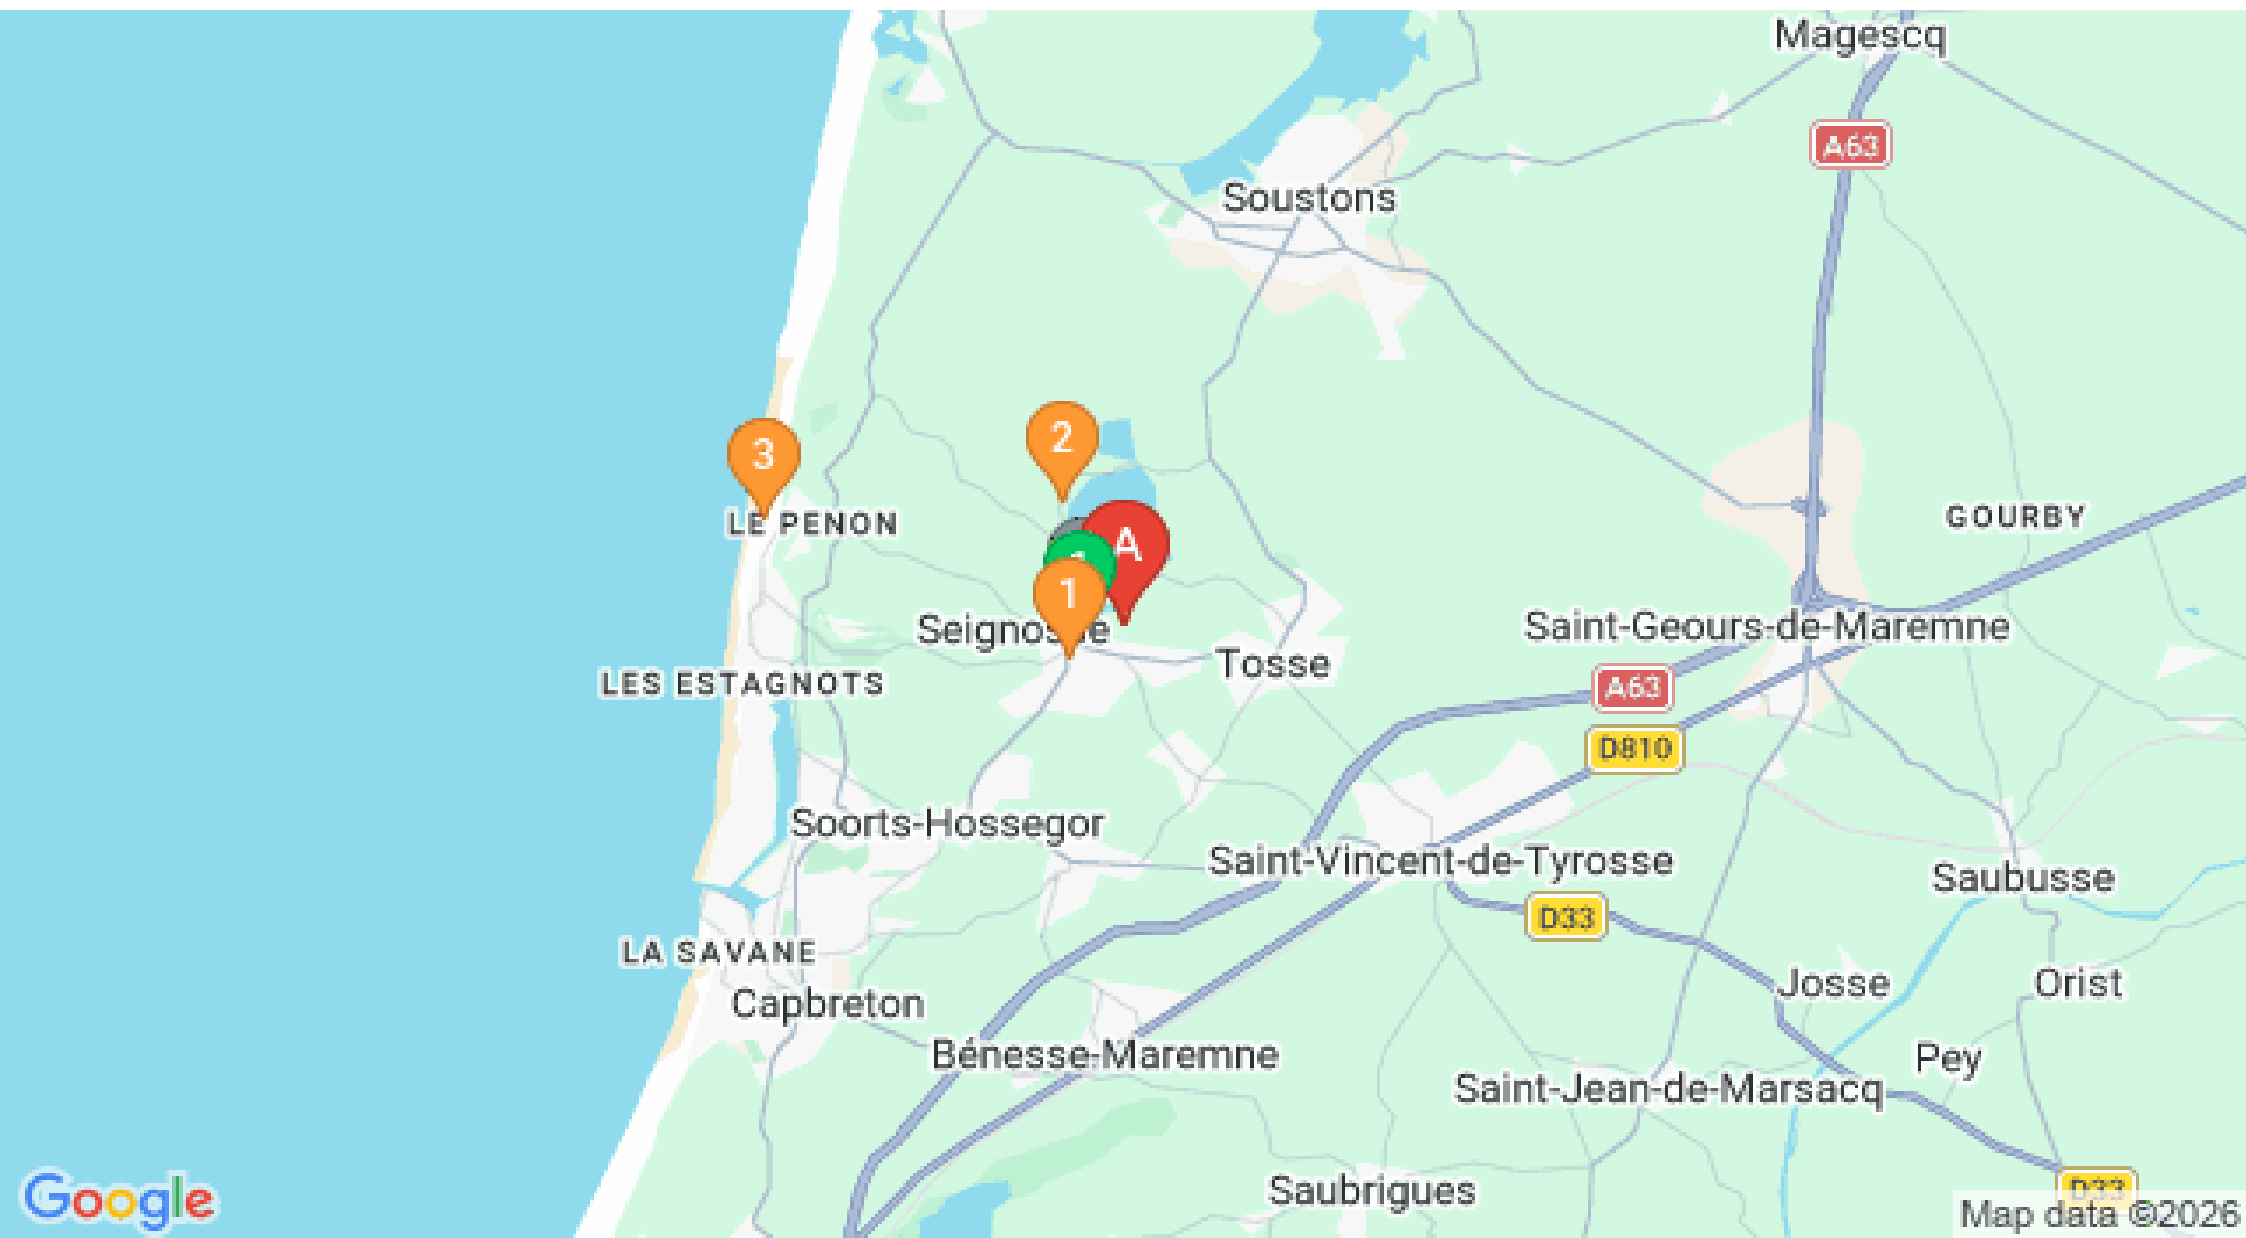 Magescq
A63
Soustons
2
3
GOURBY
LE PENON
A
1
Seignosse
Saint-Geours-de-Maremne
Tosse
LES ESTAGNOTS
A63
D810
Soorts-Hossegor
Saint-Vincent-de-Tyrosse
Saubusse
D33
LA SAVANE
Josse
Orist
Capbreton
Bénesse-Maremne
Pey
Saint-Jean-de-Marsacq
Saubrigues
D33
Google
Map data ©2026